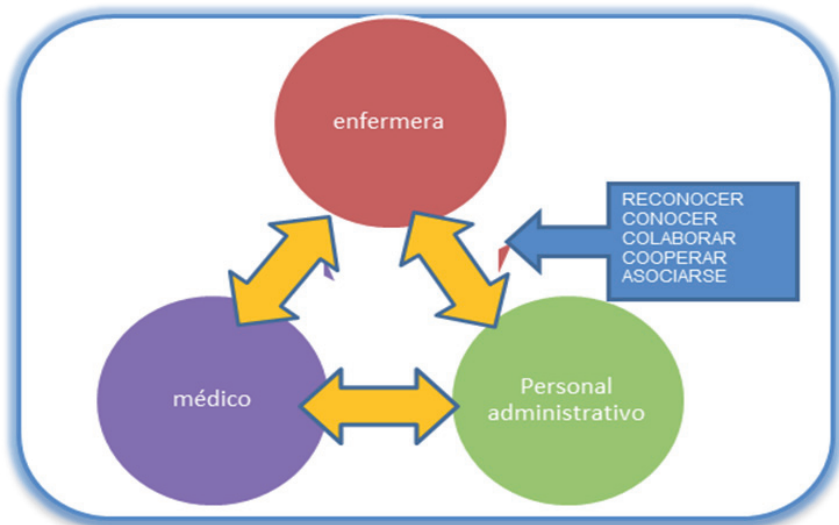 enfermera
RECONOCER
CONOCER
COLABORAR
COOPERAR
ASOCIARSE
médico
Personal
administrativo